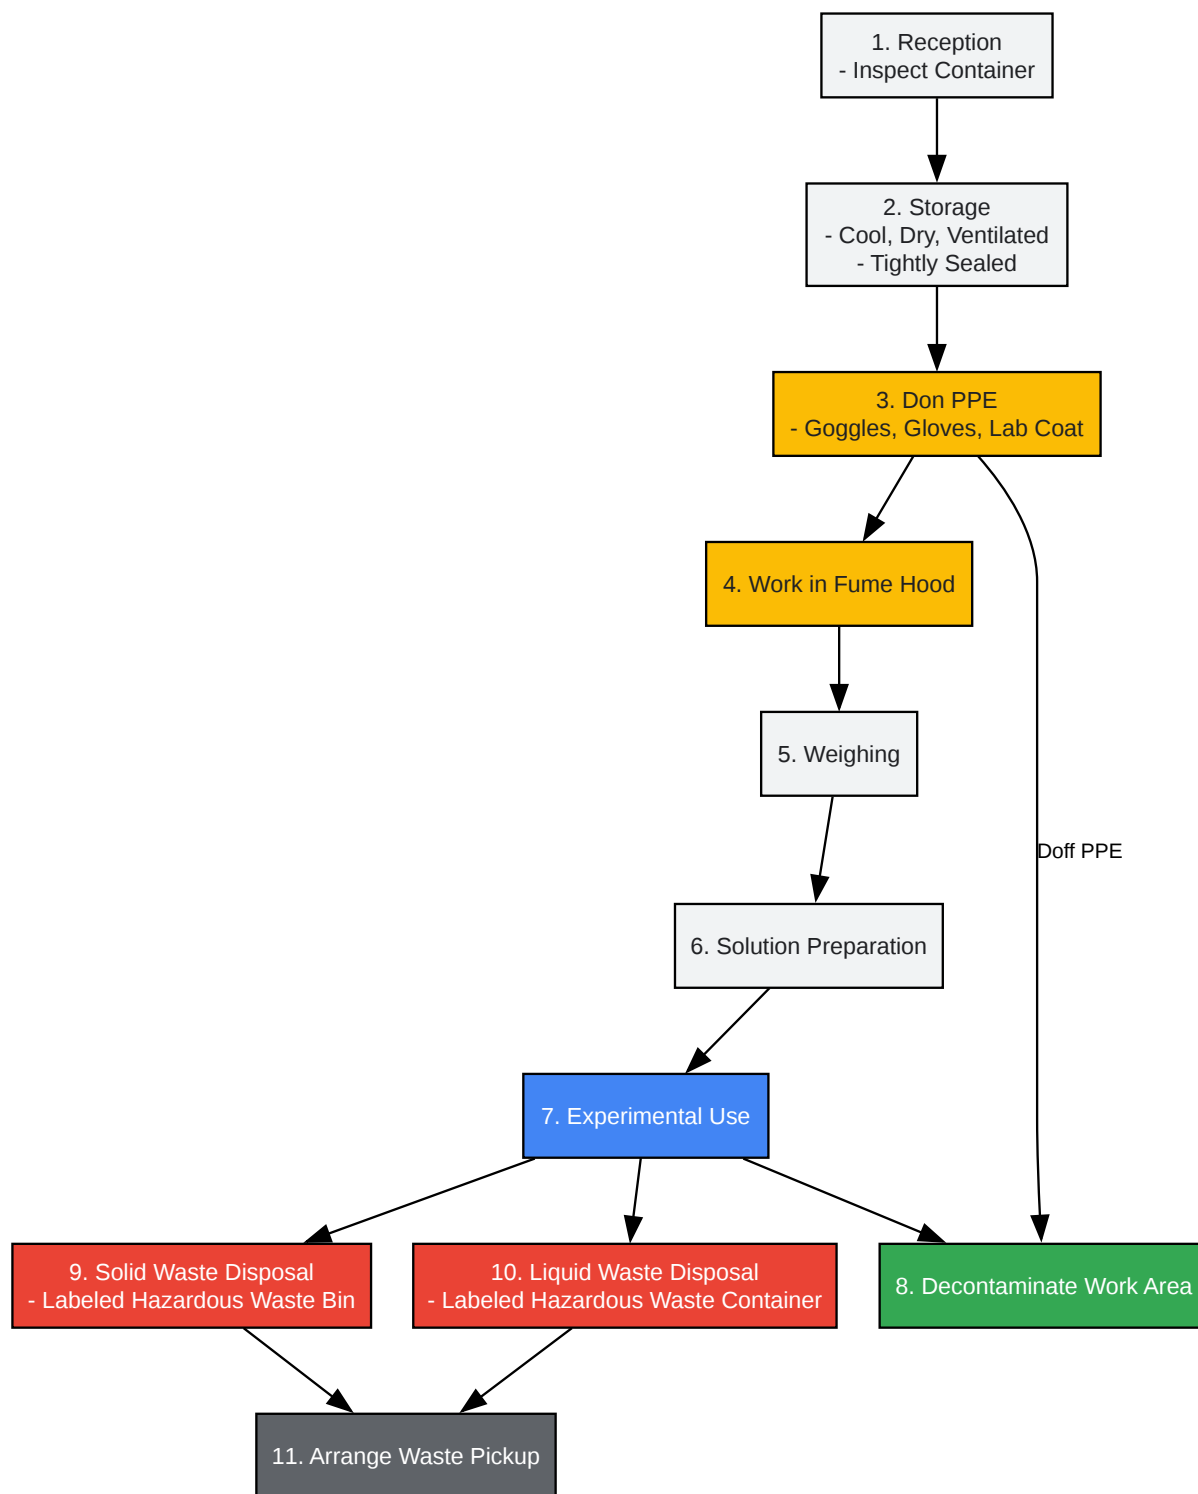 1. Reception
- Inspect Container
2. Storage
- Cool, Dry, Ventilated
- Tightly Sealed
3. Don PPE
- Goggles, Gloves, Lab Coat
4. Work in Fume Hood
5. Weighing
Doff PPE
6. Solution Preparation
7. Experimental Use
9. Solid Waste Disposal
- Labeled Hazardous Waste Bin
10. Liquid Waste Disposal
- Labeled Hazardous Waste Container
8. Decontaminate Work Area
11. Arrange Waste Pickup